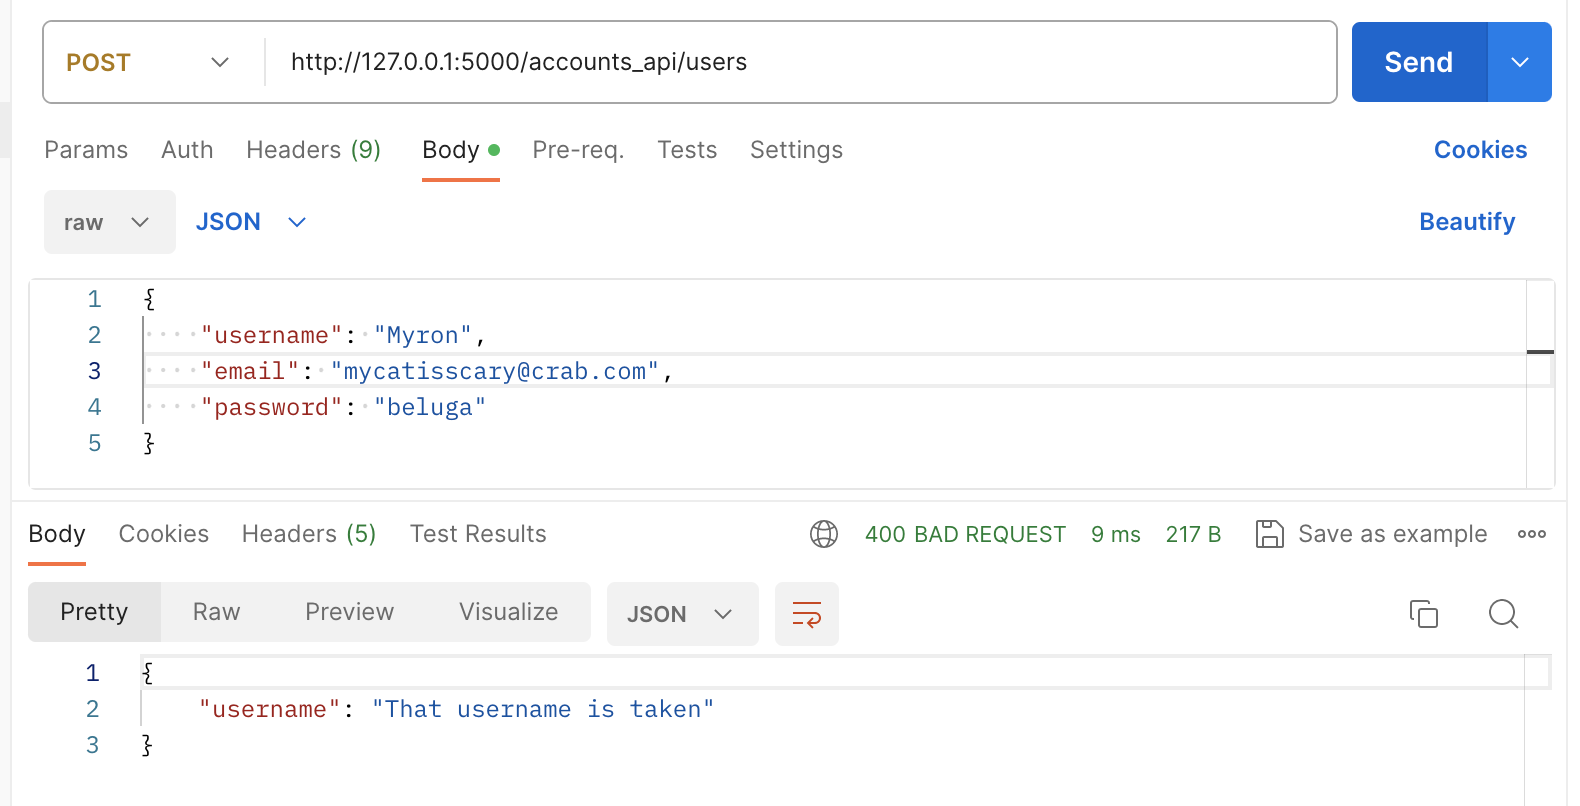 POST http://127.0.0.1:5000/accounts_api/users Send
Params Auth Headers (9) Body Pre-req. Tests Settings Cookies
raw JSON Beautify
1 {
2 "username": "Myron",
3 "email": "mycatisscary@crab.com",
4 "password": "beluga"
5 }
Body Cookies Headers (5) Test Results 400 BAD REQUEST 9 ms 217 B Save as example
Pretty Raw Preview Visualize JSON
1 {
2 "username": "That username is taken"
3 }